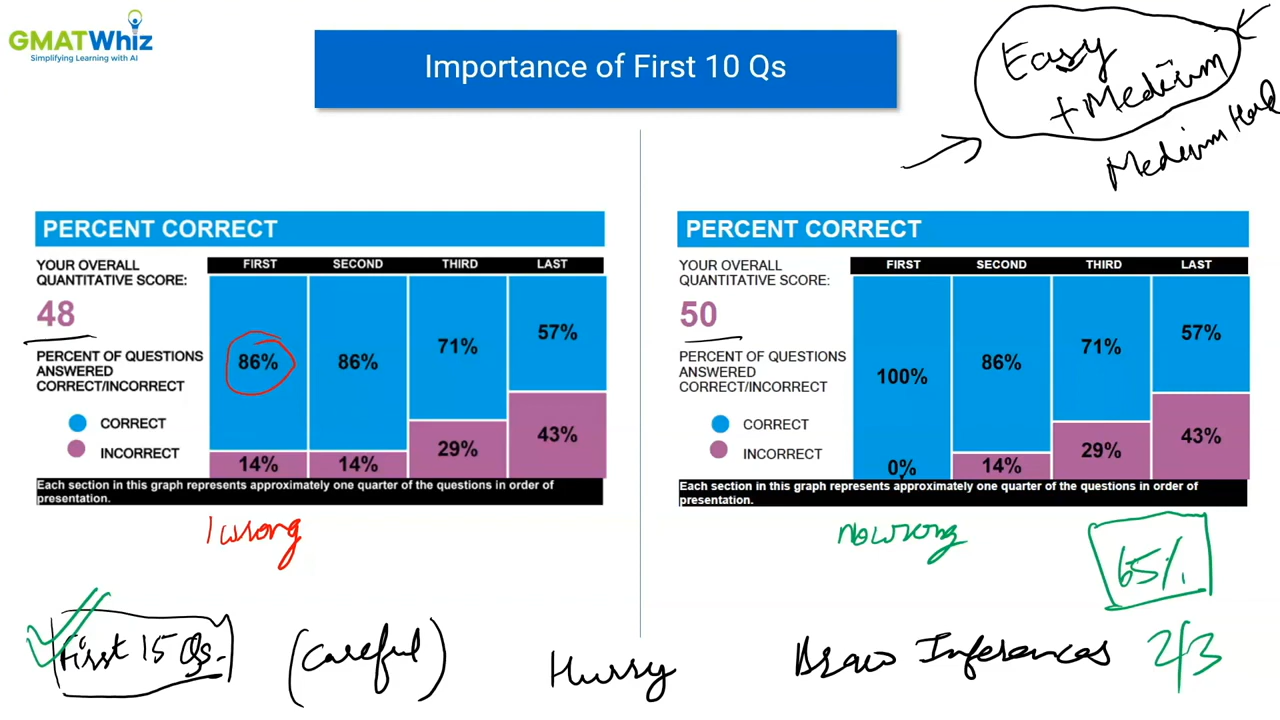 GMATWhiz
Simplifying Learning with AI
Importance of First 10 Qs
Easy
+ Medium
Medium Hard
PERCENT CORRECT
YOUR OVERALL
QUANTITATIVE SCORE:
48
PERCENT OF QUESTIONS
ANSWERED
CORRECT/INCORRECT
CORRECT
INCORRECT
FIRST SECOND THIRD LAST
86% 86% 71% 57%
14% 14% 29% 43%
Each section in this graph represents approximately one quarter of the questions in order of
presentation.
1 wrong
PERCENT CORRECT
YOUR OVERALL
QUANTITATIVE SCORE:
50
PERCENT OF QUESTIONS
ANSWERED
CORRECT/INCORRECT
CORRECT
INCORRECT
FIRST SECOND THIRD LAST
100% 86% 71% 57%
0% 14% 29% 43%
Each section in this graph represents approximately one quarter of the questions in order of
presentation.
No wrong
65%
First 15 Qs. (Careful) Hurry Draw Inferences 2/3